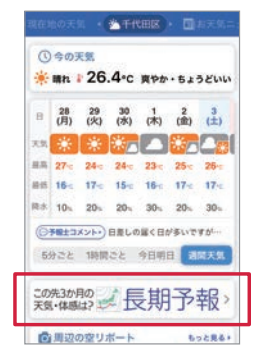 現在地の天気 千代田区 お天気ニ
今の天気
晴れ 26.4℃ 爽やか・ちょうどいい
日 28 29 30 1 2 3
(月) (火) (水) (木) (金) (土)
天気
最高 27℃ 24℃ 24℃ 23℃ 25℃ 26℃
最低 16℃ 17℃ 15℃ 16℃ 17℃ 17℃
降水 10% 20% 20% 30% 20% 30%
予報士コメント 日差しの届く日が多いですが…
5分ごと 1時間ごと 今日明日 週間天気
この先3か月の
天気・体感は? 長期予報 >
周辺の空リポート もっと見る